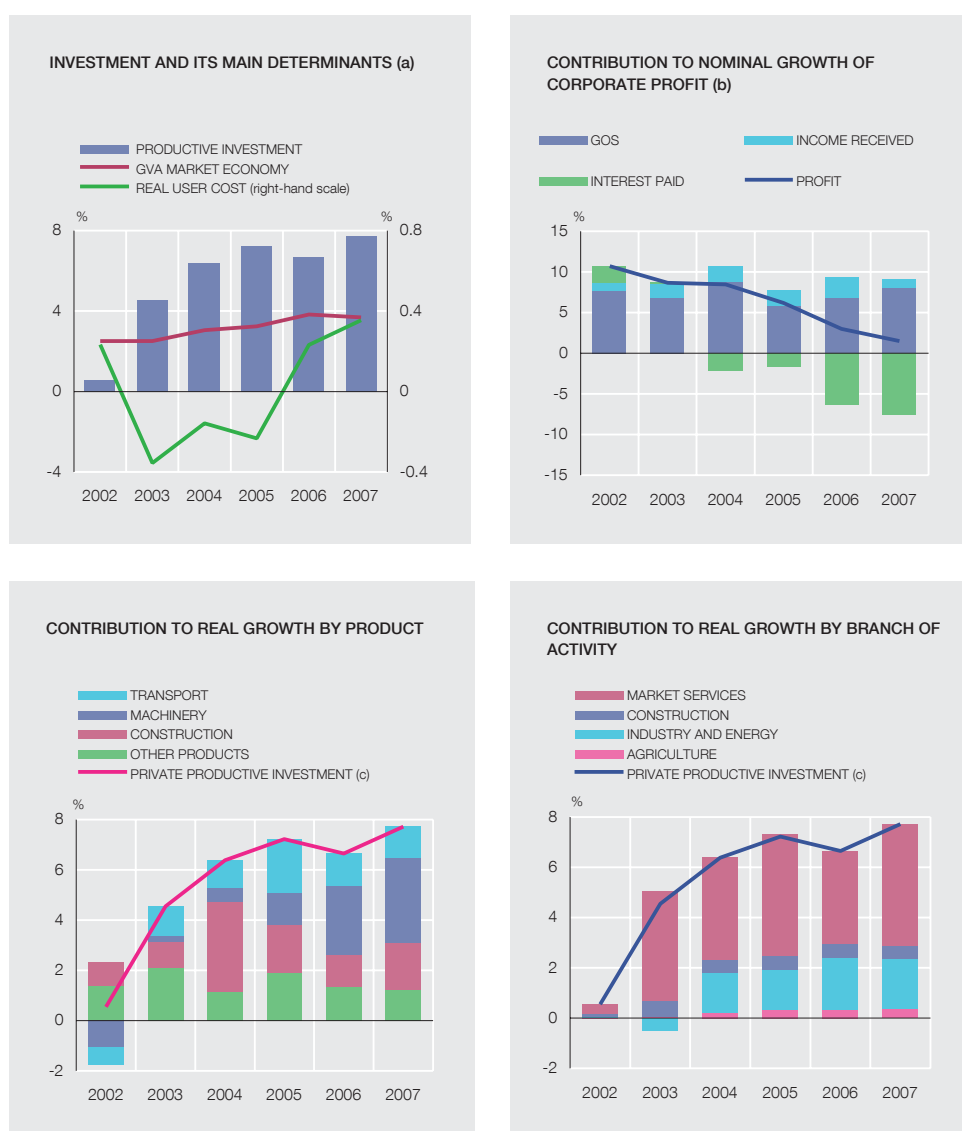 INVESTMENT AND ITS MAIN DETERMINANTS (a)
PRODUCTIVE INVESTMENT
GVA MARKET ECONOMY
REAL USER COST (right-hand scale)
% %
8 0.8
4 0.4
0 0
-4 -0.4
2002 2003 2004 2005 2006 2007
CONTRIBUTION TO NOMINAL GROWTH OF
CORPORATE PROFIT (b)
GOS INCOME RECEIVED
INTEREST PAID PROFIT
%
15
10
5
0
-5
-10
-15
2002 2003 2004 2005 2006 2007
CONTRIBUTION TO REAL GROWTH BY PRODUCT
TRANSPORT
MACHINERY
CONSTRUCTION
OTHER PRODUCTS
PRIVATE PRODUCTIVE INVESTMENT (c)
%
8
6
4
2
0
-2
2002 2003 2004 2005 2006 2007
CONTRIBUTION TO REAL GROWTH BY BRANCH OF
ACTIVITY
MARKET SERVICES
CONSTRUCTION
INDUSTRY AND ENERGY
AGRICULTURE
PRIVATE PRODUCTIVE INVESTMENT (c)
%
8
6
4
2
0
-2
2002 2003 2004 2005 2006 2007